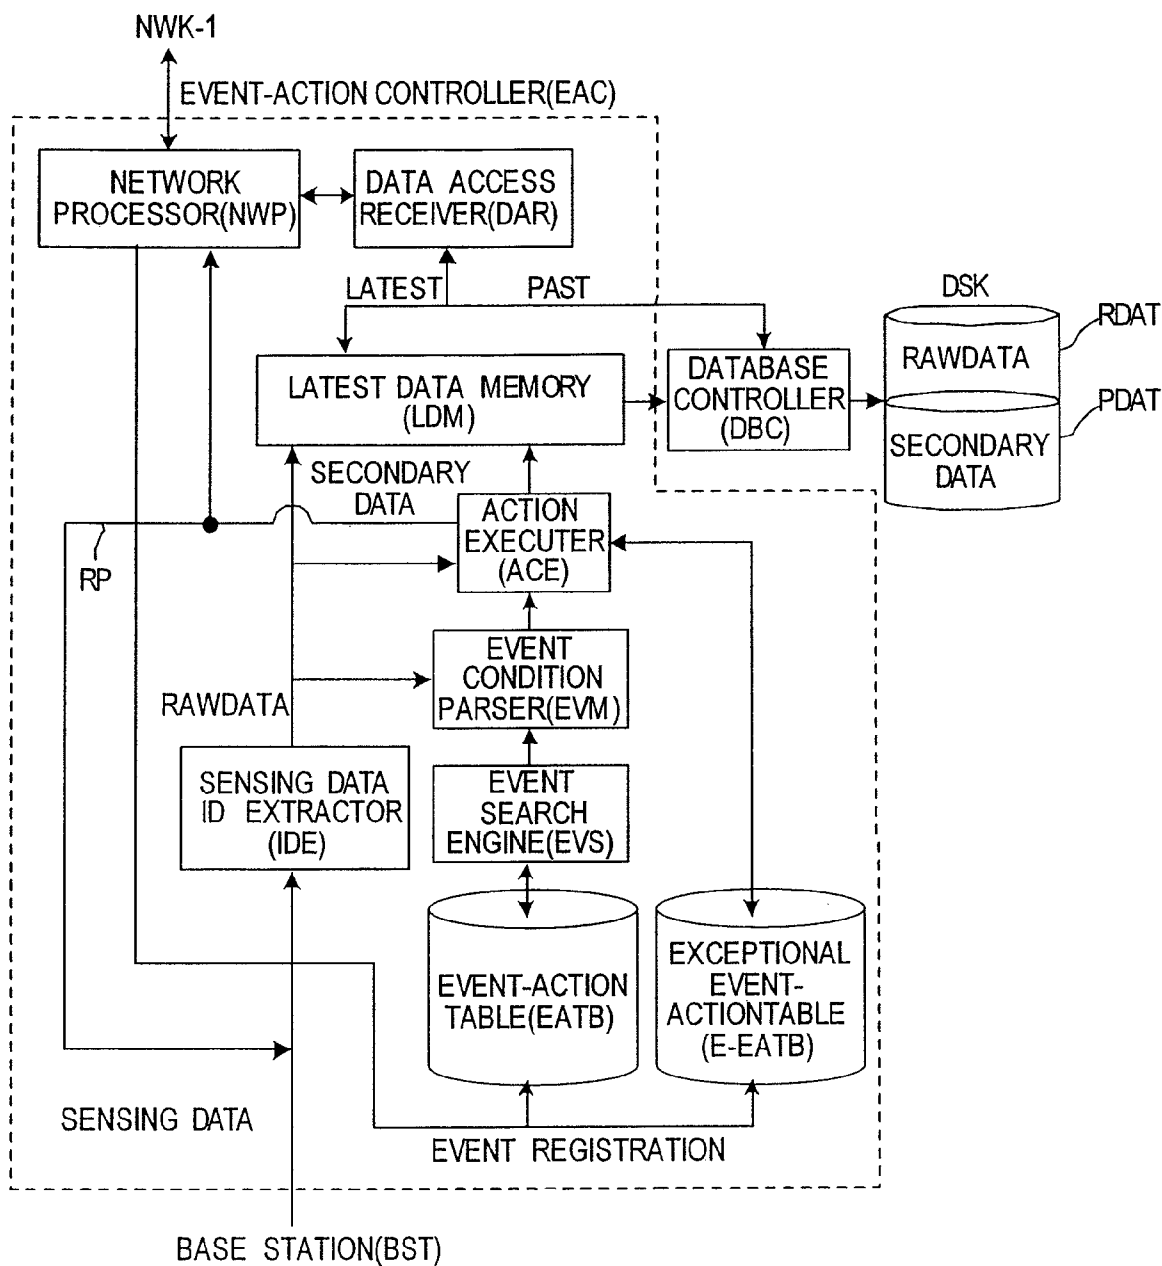 NWK-1
EVENT-ACTION CONTROLLER(EAC)
NETWORK
PROCESSOR(NWP)
DATA ACCESS
RECEIVER(DAR)
LATEST
PAST
DSK
RDAT
RAWDATA
PDAT
SECONDARY
DATA
LATEST DATA MEMORY
(LDM)
DATABASE
CONTROLLER
(DBC)
SECONDARY
DATA
ACTION
EXECUTER
(ACE)
RP
EVENT
CONDITION
PARSER(EVM)
RAWDATA
SENSING DATA
ID EXTRACTOR
(IDE)
EVENT
SEARCH
ENGINE(EVS)
EVENT-ACTION
TABLE(EATB)
EXCEPTIONAL
EVENT-
ACTIONTABLE
(E-EATB)
SENSING DATA
EVENT REGISTRATION
BASE STATION(BST)